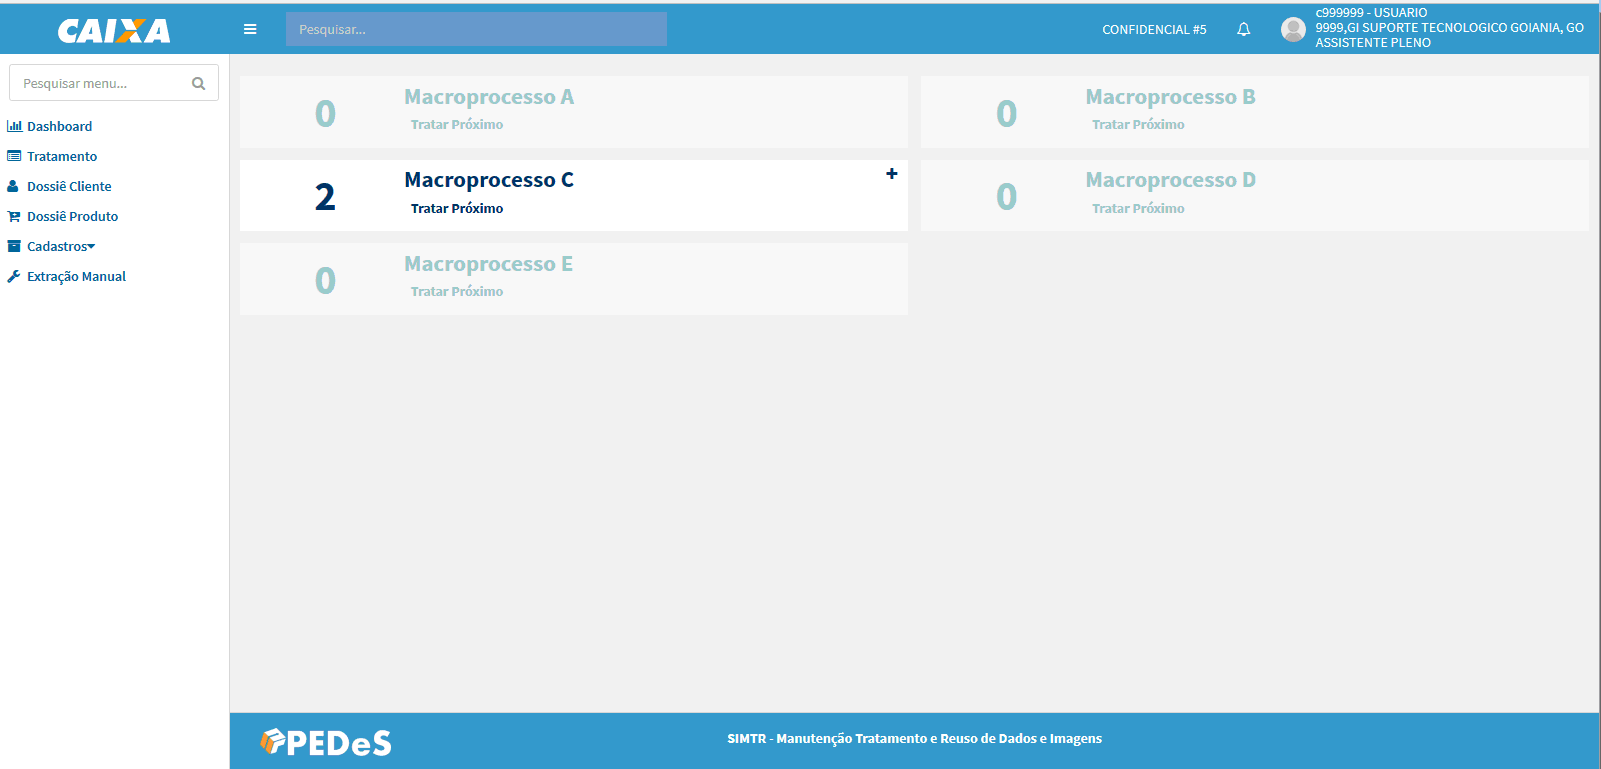 CAIXA
Pesquisar...
CONFIDENCIAL #5
c999999 - USUARIO
9999,GI SUPORTE TECNOLOGICO GOIANIA, GO
ASSISTENTE PLENO
Pesquisar menu...
Dashboard
Tratamento
Dossiê Cliente
Dossiê Produto
Cadastros
Extração Manual
0
Macroprocesso A
Tratar Próximo
0
Macroprocesso B
Tratar Próximo
2
Macroprocesso C
+
Tratar Próximo
0
Macroprocesso D
Tratar Próximo
0
Macroprocesso E
Tratar Próximo
PEDeS
SIMTR - Manutenção Tratamento e Reuso de Dados e Imagens